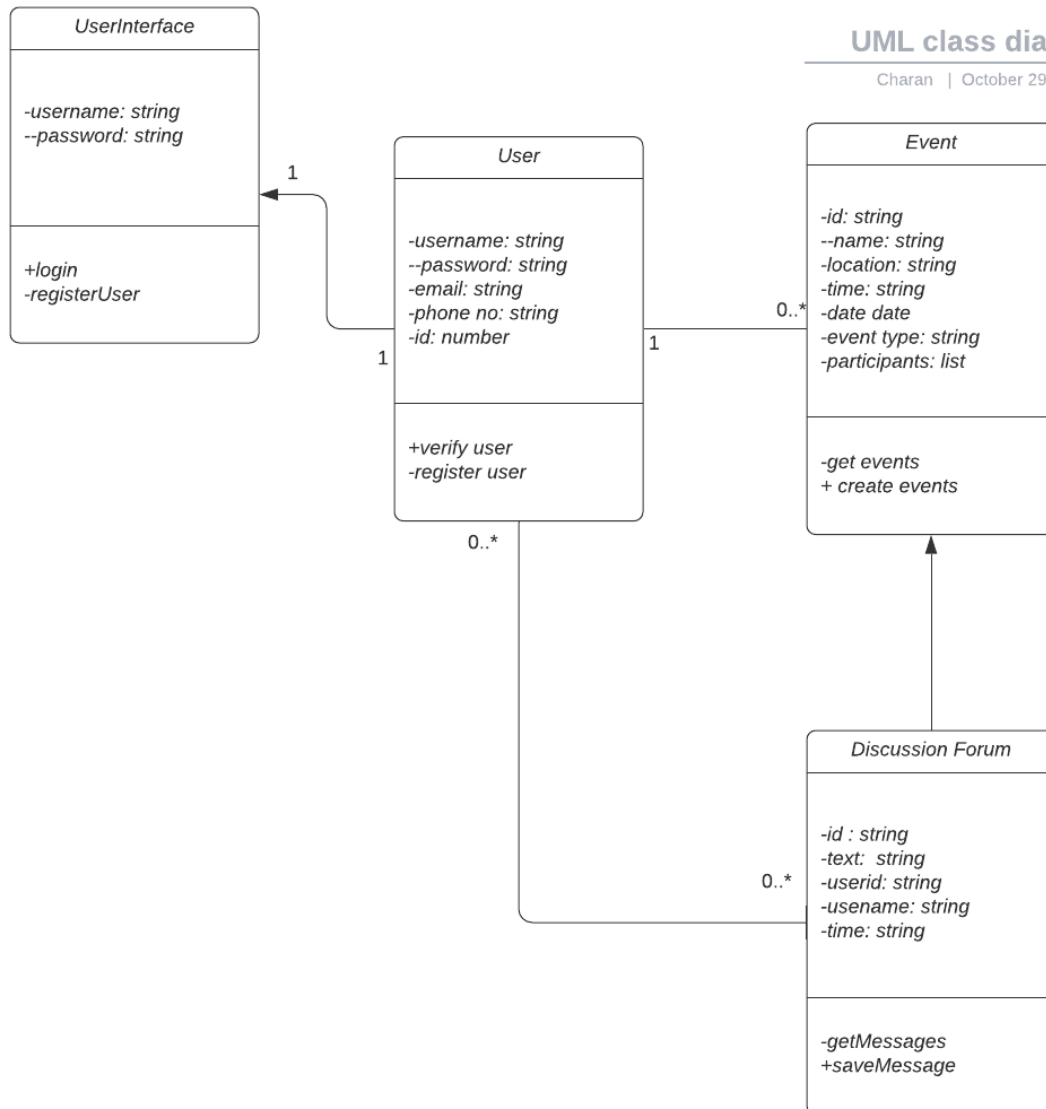 UserInterface
-username: string
--password: string
+login
-registerUser
UML class dia
Charan | October 29
1
1
User
-username: string
--password: string
-email: string
-phone no: string
-id: number
+verify user
-register user
1
0..*
Event
-id: string
--name: string
-location: string
-time: string
-date date
-event type: string
-participants: list
-get events
+ create events
0..*
0..*
Discussion Forum
-id : string
-text:  string
-userid: string
-usename: string
-time: string
-getMessages
+saveMessage